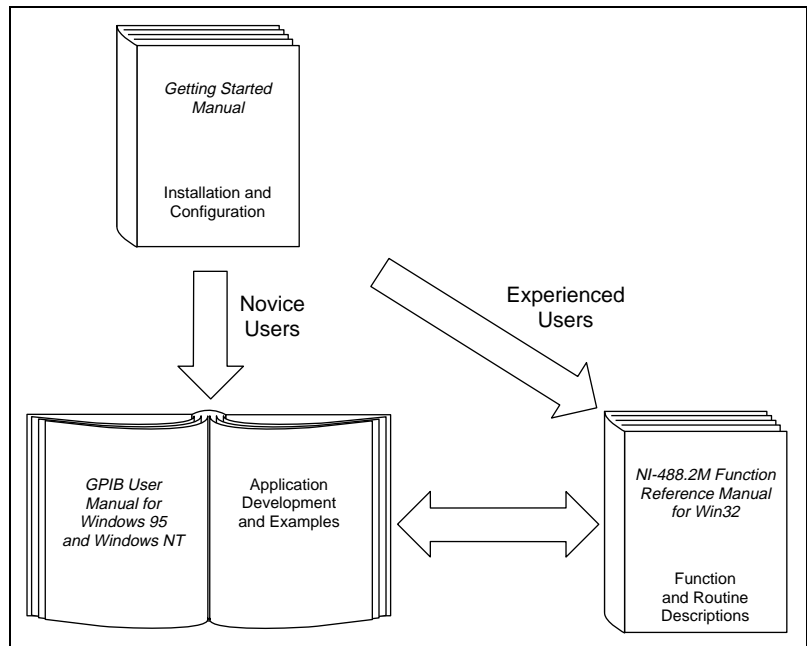 Getting Started
Manual
Installation and
Configuration
Novice
Users
Experienced
Users
GPIB User
Manual for
Windows 95
and Windows NT
Application
Development
and Examples
NI-488.2M Function
Reference Manual
for Win32
Function
and Routine
Descriptions